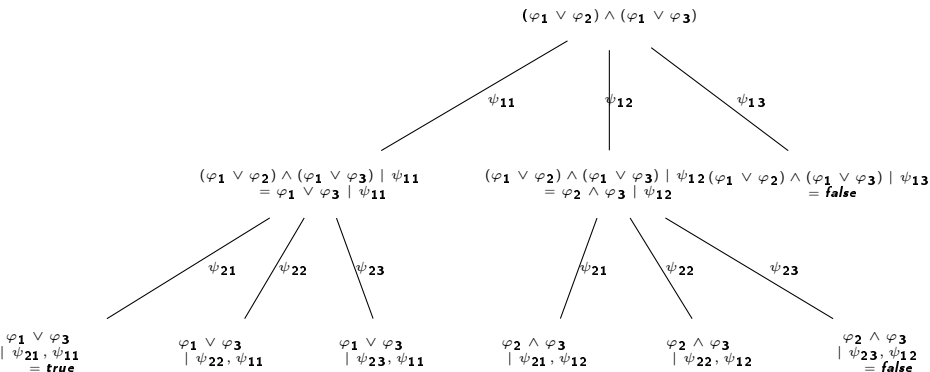 (φ1 ∨ φ2) ∧ (φ1 ∨ φ3)
ψ11
ψ12
ψ13
(φ1 ∨ φ2) ∧ (φ1 ∨ φ3) | ψ11
= φ1 ∨ φ3 | ψ11
(φ1 ∨ φ2) ∧ (φ1 ∨ φ3) | ψ12
= φ2 ∧ φ3 | ψ12
(φ1 ∨ φ2) ∧ (φ1 ∨ φ3) | ψ13
= false
ψ21
ψ22
ψ23
ψ21
ψ22
ψ23
φ1 ∨ φ3
| ψ21, ψ11
= true
φ1 ∨ φ3
| ψ22, ψ11
φ1 ∨ φ3
| ψ23, ψ11
φ2 ∧ φ3
| ψ21, ψ12
φ2 ∧ φ3
| ψ22, ψ12
φ2 ∧ φ3
| ψ23, ψ12
= false